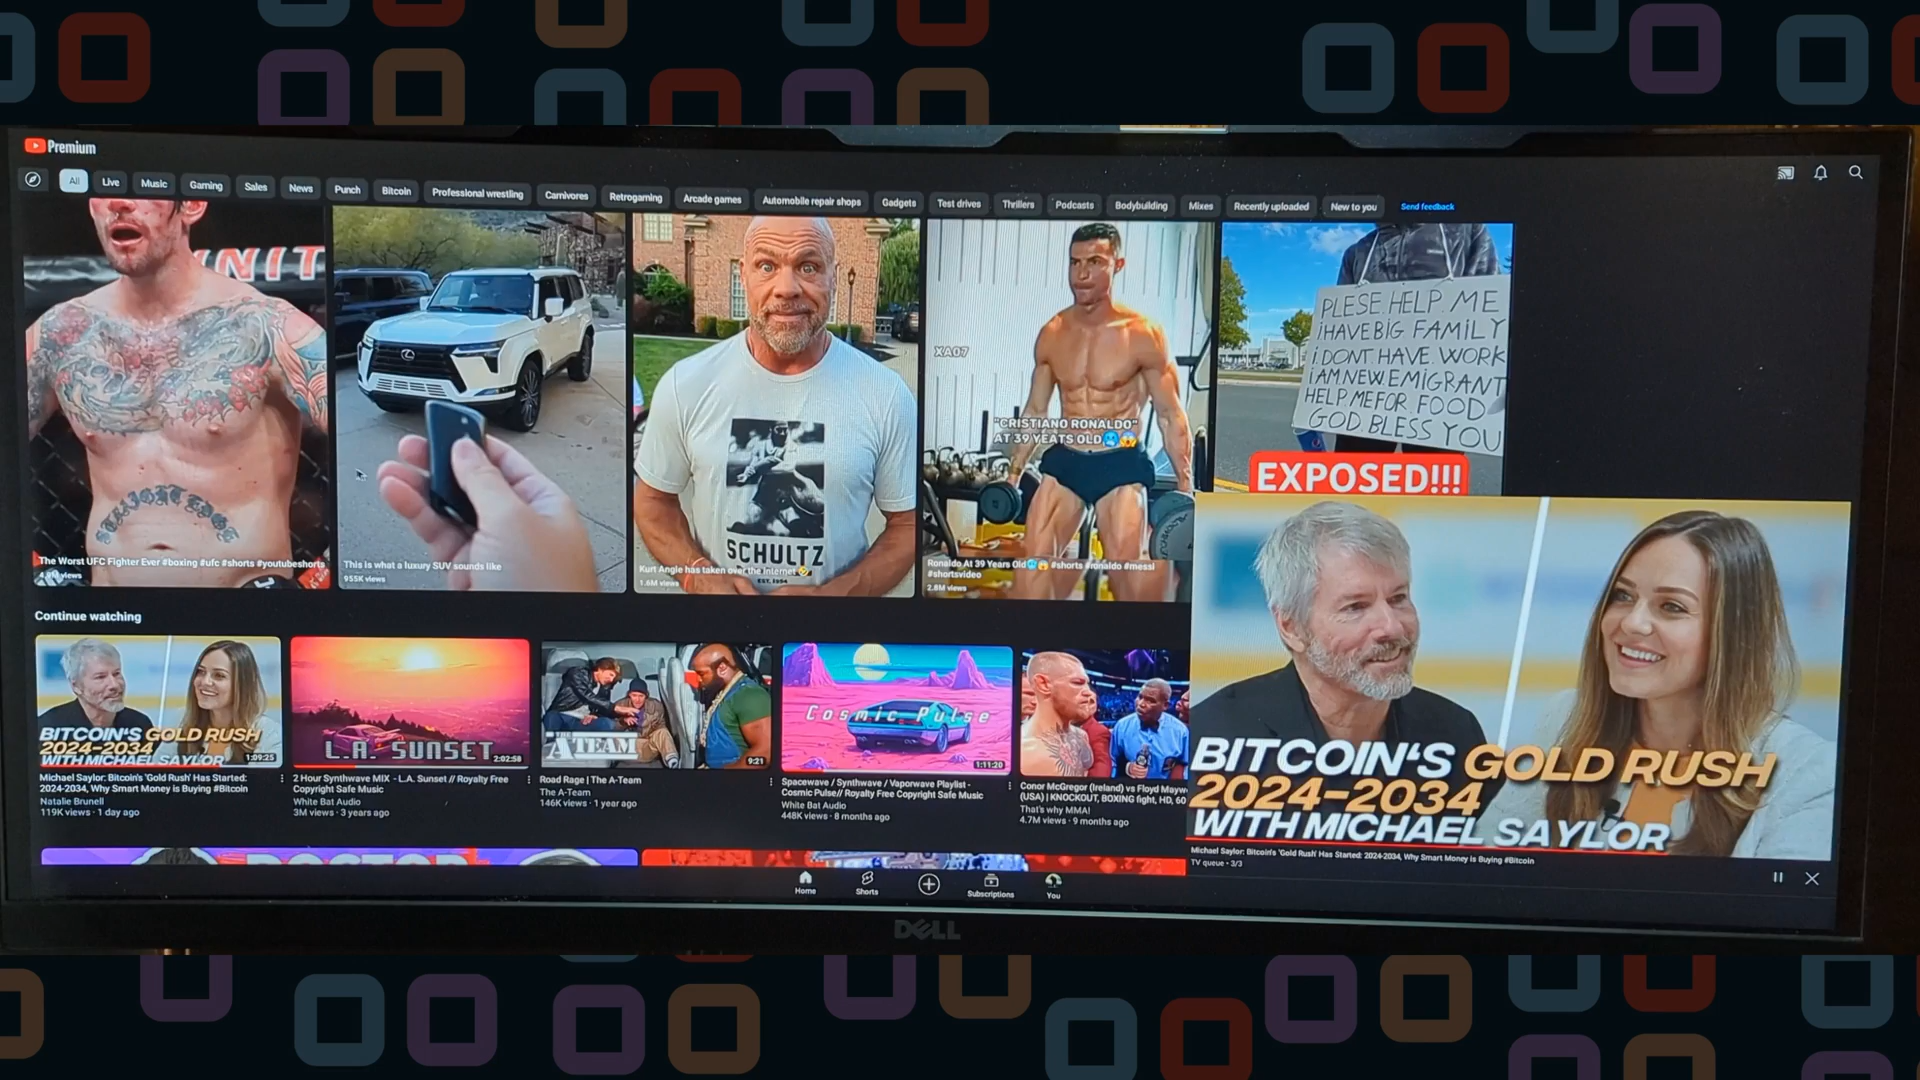 Premium
All Live Music Gaming Sales News Punch Bitcoin Professional wrestling Carnivores Retrogaming Arcade games Automobile repair shops Gadgets Test drives Thrillers Podcasts Bodybuilding Mixes Recently uploaded New to you Send feedback
UNIT
STRAIGHT EDGE
The Worst UFC Fighter Ever #boxing #ufc #shorts #youtubeshorts
views
This is what a luxury SUV sounds like
955K views
SCHULTZ
EST. 1994
Kurt Angle has taken over the internet 🤣
1.6M views
XA07
"CRISTIANO RONALDO"
AT 39 YEATS OLD🥶😱
Ronaldo At 39 Years Old🥶😱 #shorts #ronaldo #messi
#shortsvideo
2.8M views
PLESE HELP ME
i HAVE BIG FAMiLY
i DONT HAVE WORK
i AM NEW EMiGRANT
HELP ME FOR FOOD
GOD BLESS YOU
EXPOSED!!!
Continue watching
BITCOIN'S GOLD RUSH
2024-2034
WITH MICHAEL SAYLOR
1:09:25
Michael Saylor: Bitcoin's 'Gold Rush' Has Started:
2024-2034, Why Smart Money is Buying #Bitcoin
Natalie Brunell
119K views · 1 day ago
L.A. SUNSET
2:02:58
2 Hour Synthwave MIX - L.A. Sunset // Royalty Free
Copyright Safe Music
White Bat Audio
3M views · 3 years ago
THE
A-TEAM
9:21
Road Rage | The A-Team
The A-Team
146K views · 1 year ago
Cosmic Pulse
1:11:20
Spacewave / Synthwave / Vaporwave Playlist -
Cosmic Pulse// Royalty Free Copyright Safe Music
White Bat Audio
448K views · 8 months ago
Conor McGregor (Ireland) vs Floyd Mayw
(USA) | KNOCKOUT, BOXING fight, HD, 60
That's why MMA!
4.7M views · 9 months ago
BITCOIN'S GOLD RUSH
2024-2034
WITH MICHAEL SAYLOR
Michael Saylor: Bitcoin's 'Gold Rush' Has Started: 2024-2034, Why Smart Money is Buying #Bitcoin
TV queue · 3/3
Home Shorts Subscriptions You
DELL